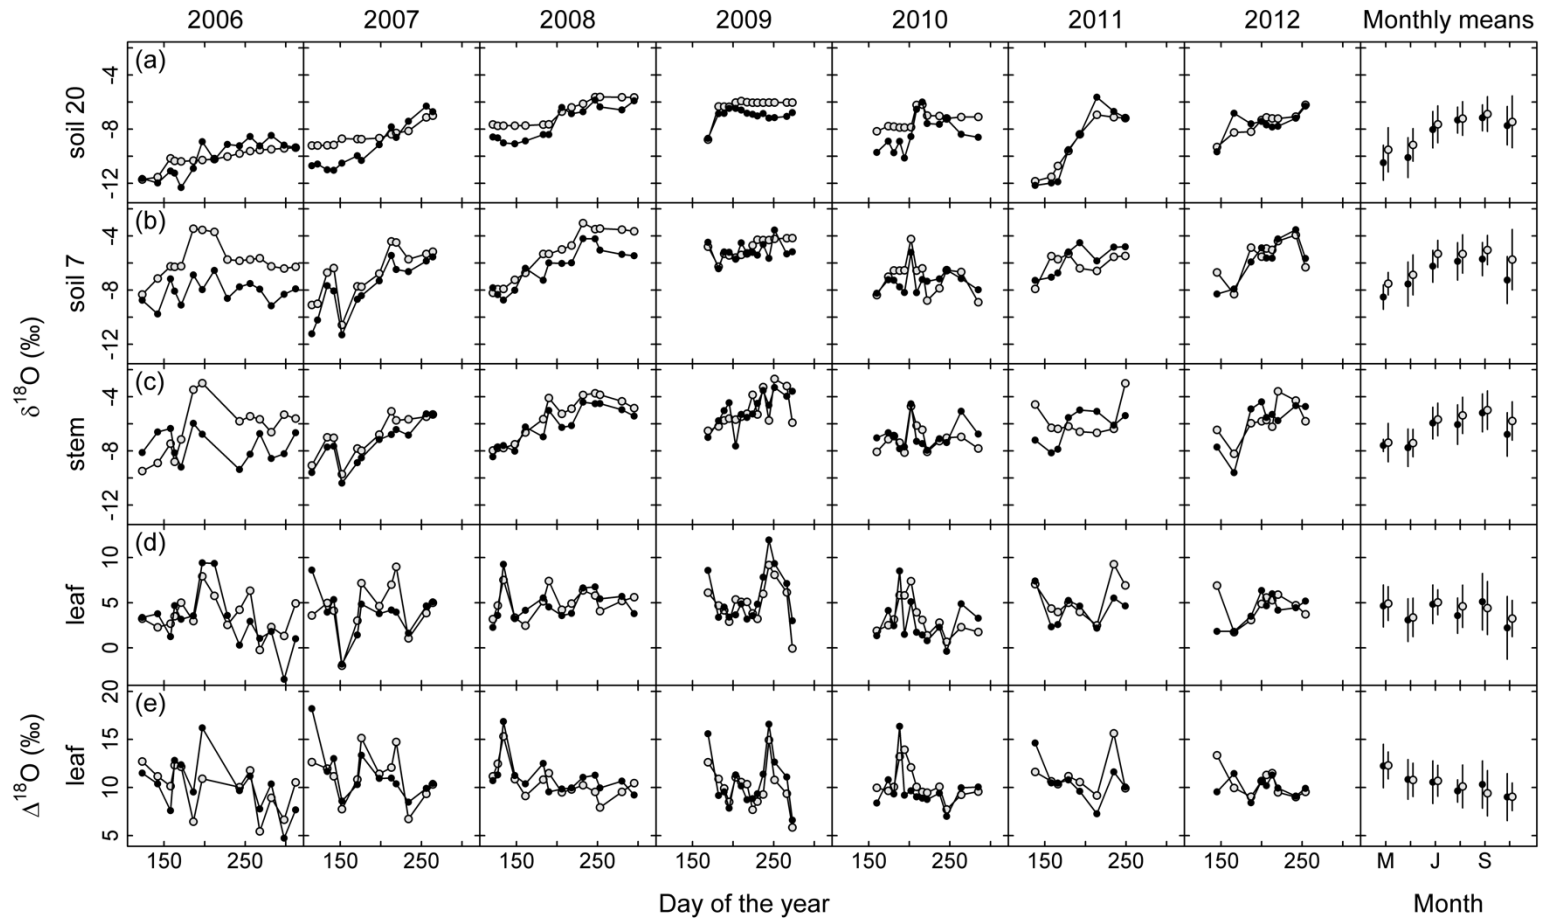 2006 2007 2008 2009 2010 2011 2012 Monthly means
(a)
soil 20
-4
-8
-12
(b)
soil 7
-4
-8
-12
(c)
stem
-4
-8
-12
(d)
leaf
10
5
0
(e)
leaf
20
15
10
5
δ¹⁸O (‰)
Δ¹⁸O (‰)
150 250 150 250 150 250 150 250 150 250 150 250 150 250 M J S
Day of the year Month